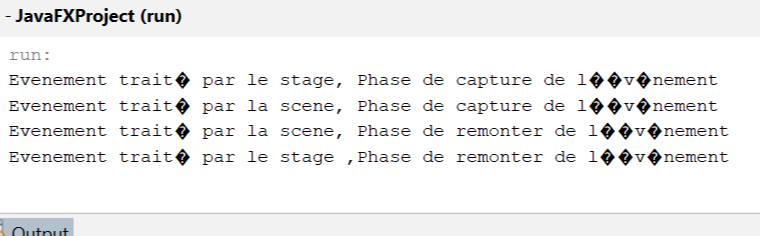 - JavaFXProject (run)
run:
Evenement trait� par le stage, Phase de capture de l��v�nement
Evenement trait� par la scene, Phase de capture de l��v�nement
Evenement trait� par la scene, Phase de remonter de l��v�nement
Evenement trait� par le stage ,Phase de remonter de l��v�nement
Output